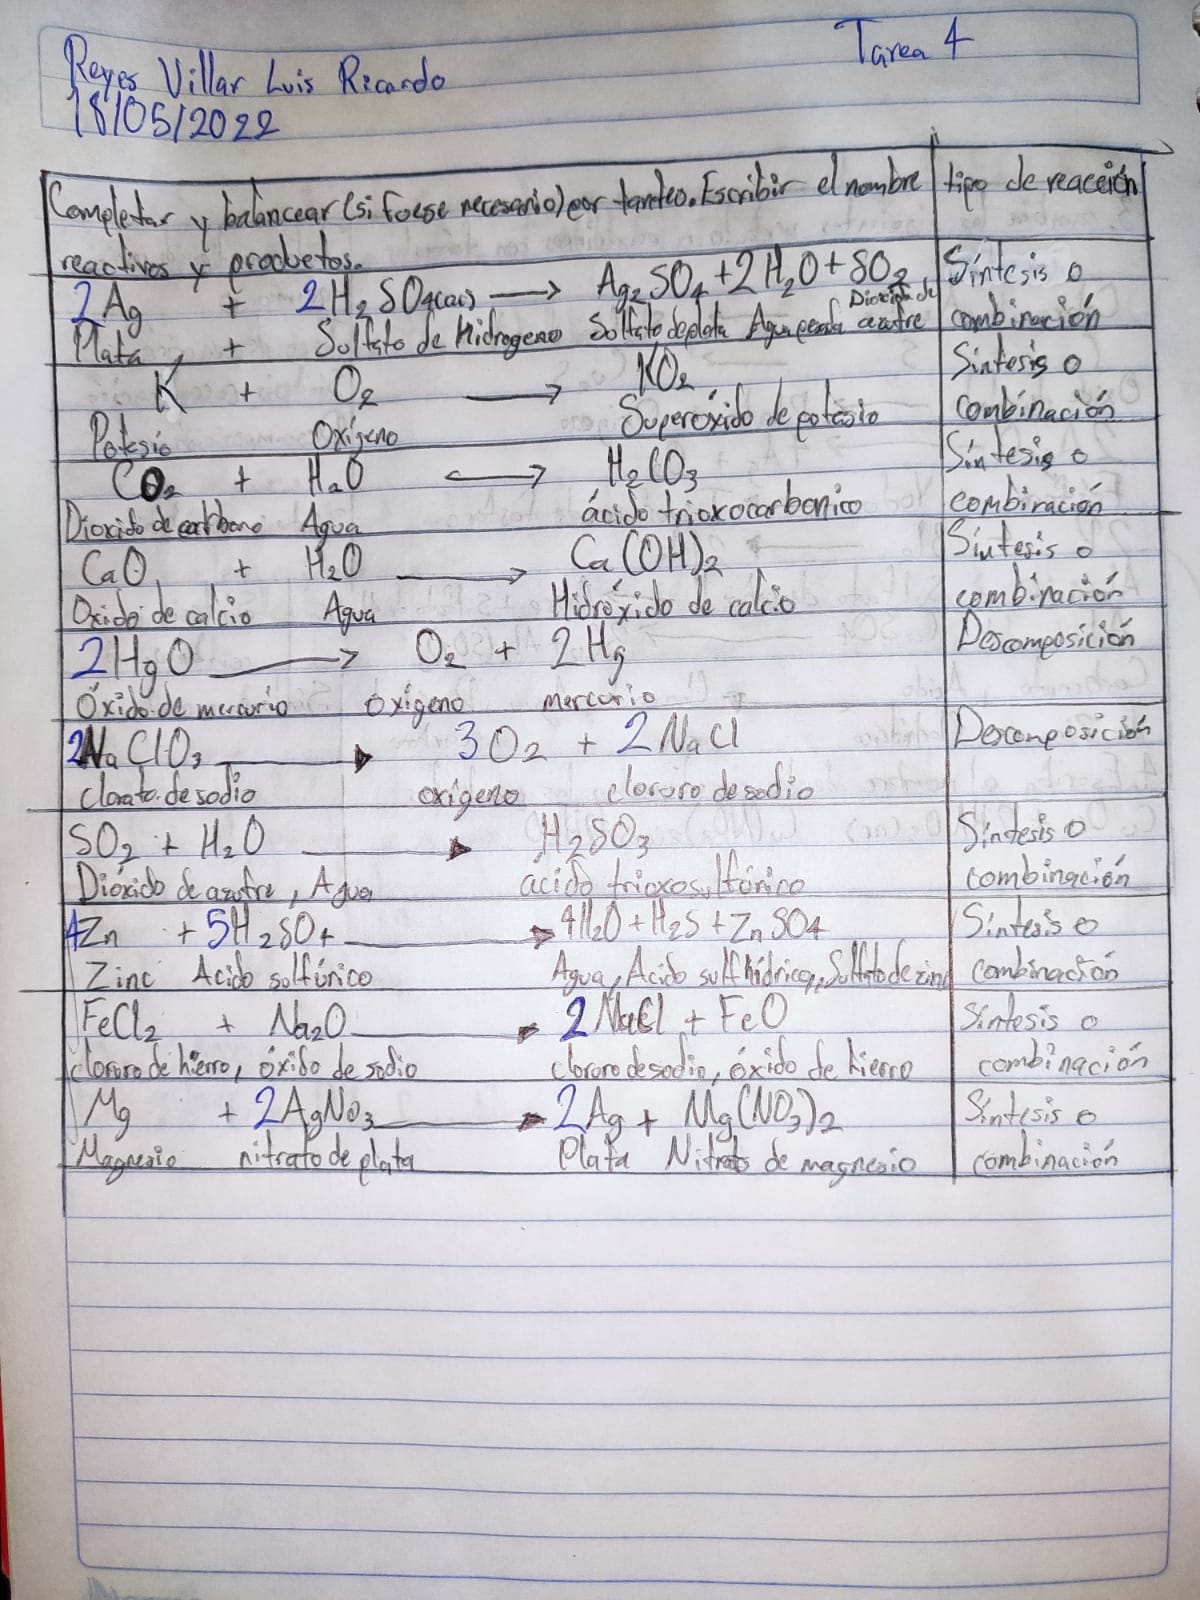 Reyes Villar Luis Ricardo
Tarea 4
18/05/2022
Completar y balancear (si fuese necesario) por tanteo. Escribir el nombre
tipo de reacción
reactivos y productos.
2Ag + 2H₂SO₄(ac) → Ag₂SO₄ + 2H₂O + SO₂
Síntesis o
Plata + Sulfato de hidrogeno Sulfato de plata Agua Dioxido de azufre
combinación
K + O₂ → KO₂
Síntesis o
Potasio Oxígeno Superóxido de potasio
combinación
CO₂ + H₂O ⟷ H₂CO₃
Síntesis o
Dioxido de carbono Agua ácido trioxocarbonico
combinación
CaO + H₂O → Ca(OH)₂
Síntesis o
Oxido de calcio Agua Hidróxido de calcio
combinación
2HgO → O₂ + 2Hg
Descomposición
Óxido de mercurio oxígeno mercurio
2NaClO₃ → 3O₂ + 2NaCl
Descomposición
clorato de sodio oxígeno cloruro de sodio
SO₂ + H₂O → H₂SO₃
Síntesis o
Dióxido de azufre, Agua acido trioxosulfúrico
combinación
4Zn + 5H₂SO₄ → 4H₂O + H₂S + ZnSO₄
Síntesis o
Zinc Acido sulfúrico Agua, Acido sulfhídrico, Sulfato de zinc
combinación
FeCl₂ + Na₂O → 2NaCl + FeO
Síntesis o
cloruro de hierro, óxido de sodio cloruro de sodio, óxido de hierro
combinación
Mg + 2AgNO₃ → 2Ag + Mg(NO₃)₂
Síntesis o
Magnesio nitrato de plata Plata Nitrato de magnesio
combinación